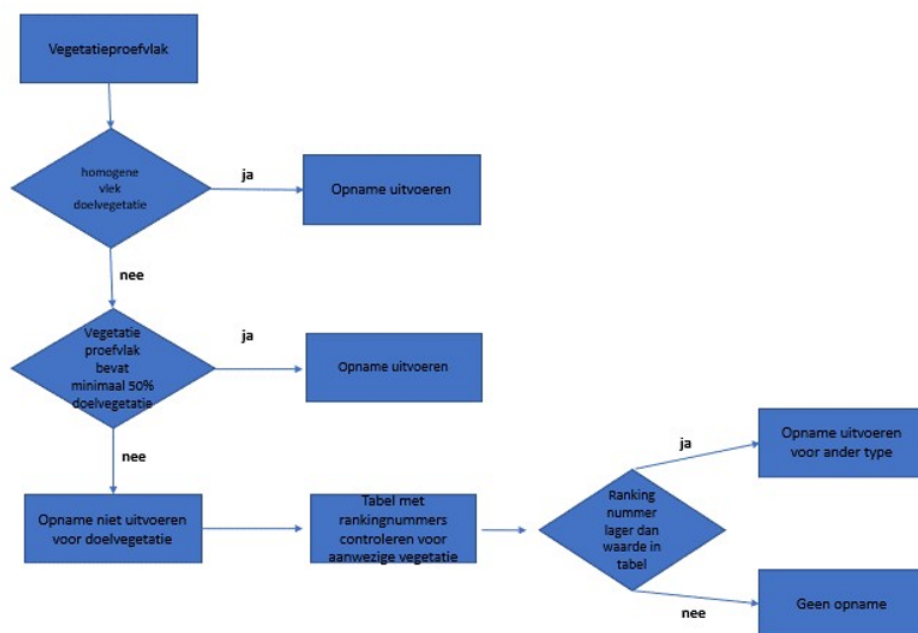 Vegetatieproefvlak
homogene
vlek
doelvegetatie
ja
Opname uitvoeren
nee
Vegetatie
proefvlak
bevat
minimaal 50%
doelvegetatie
ja
Opname uitvoeren
nee
Opname niet uitvoeren
voor doelvegetatie
Tabel met
rankingnummers
controleren voor
aanwezige vegetatie
Ranking
nummer
lager dan
waarde in
tabel
ja
Opname uitvoeren
voor ander type
nee
Geen opname